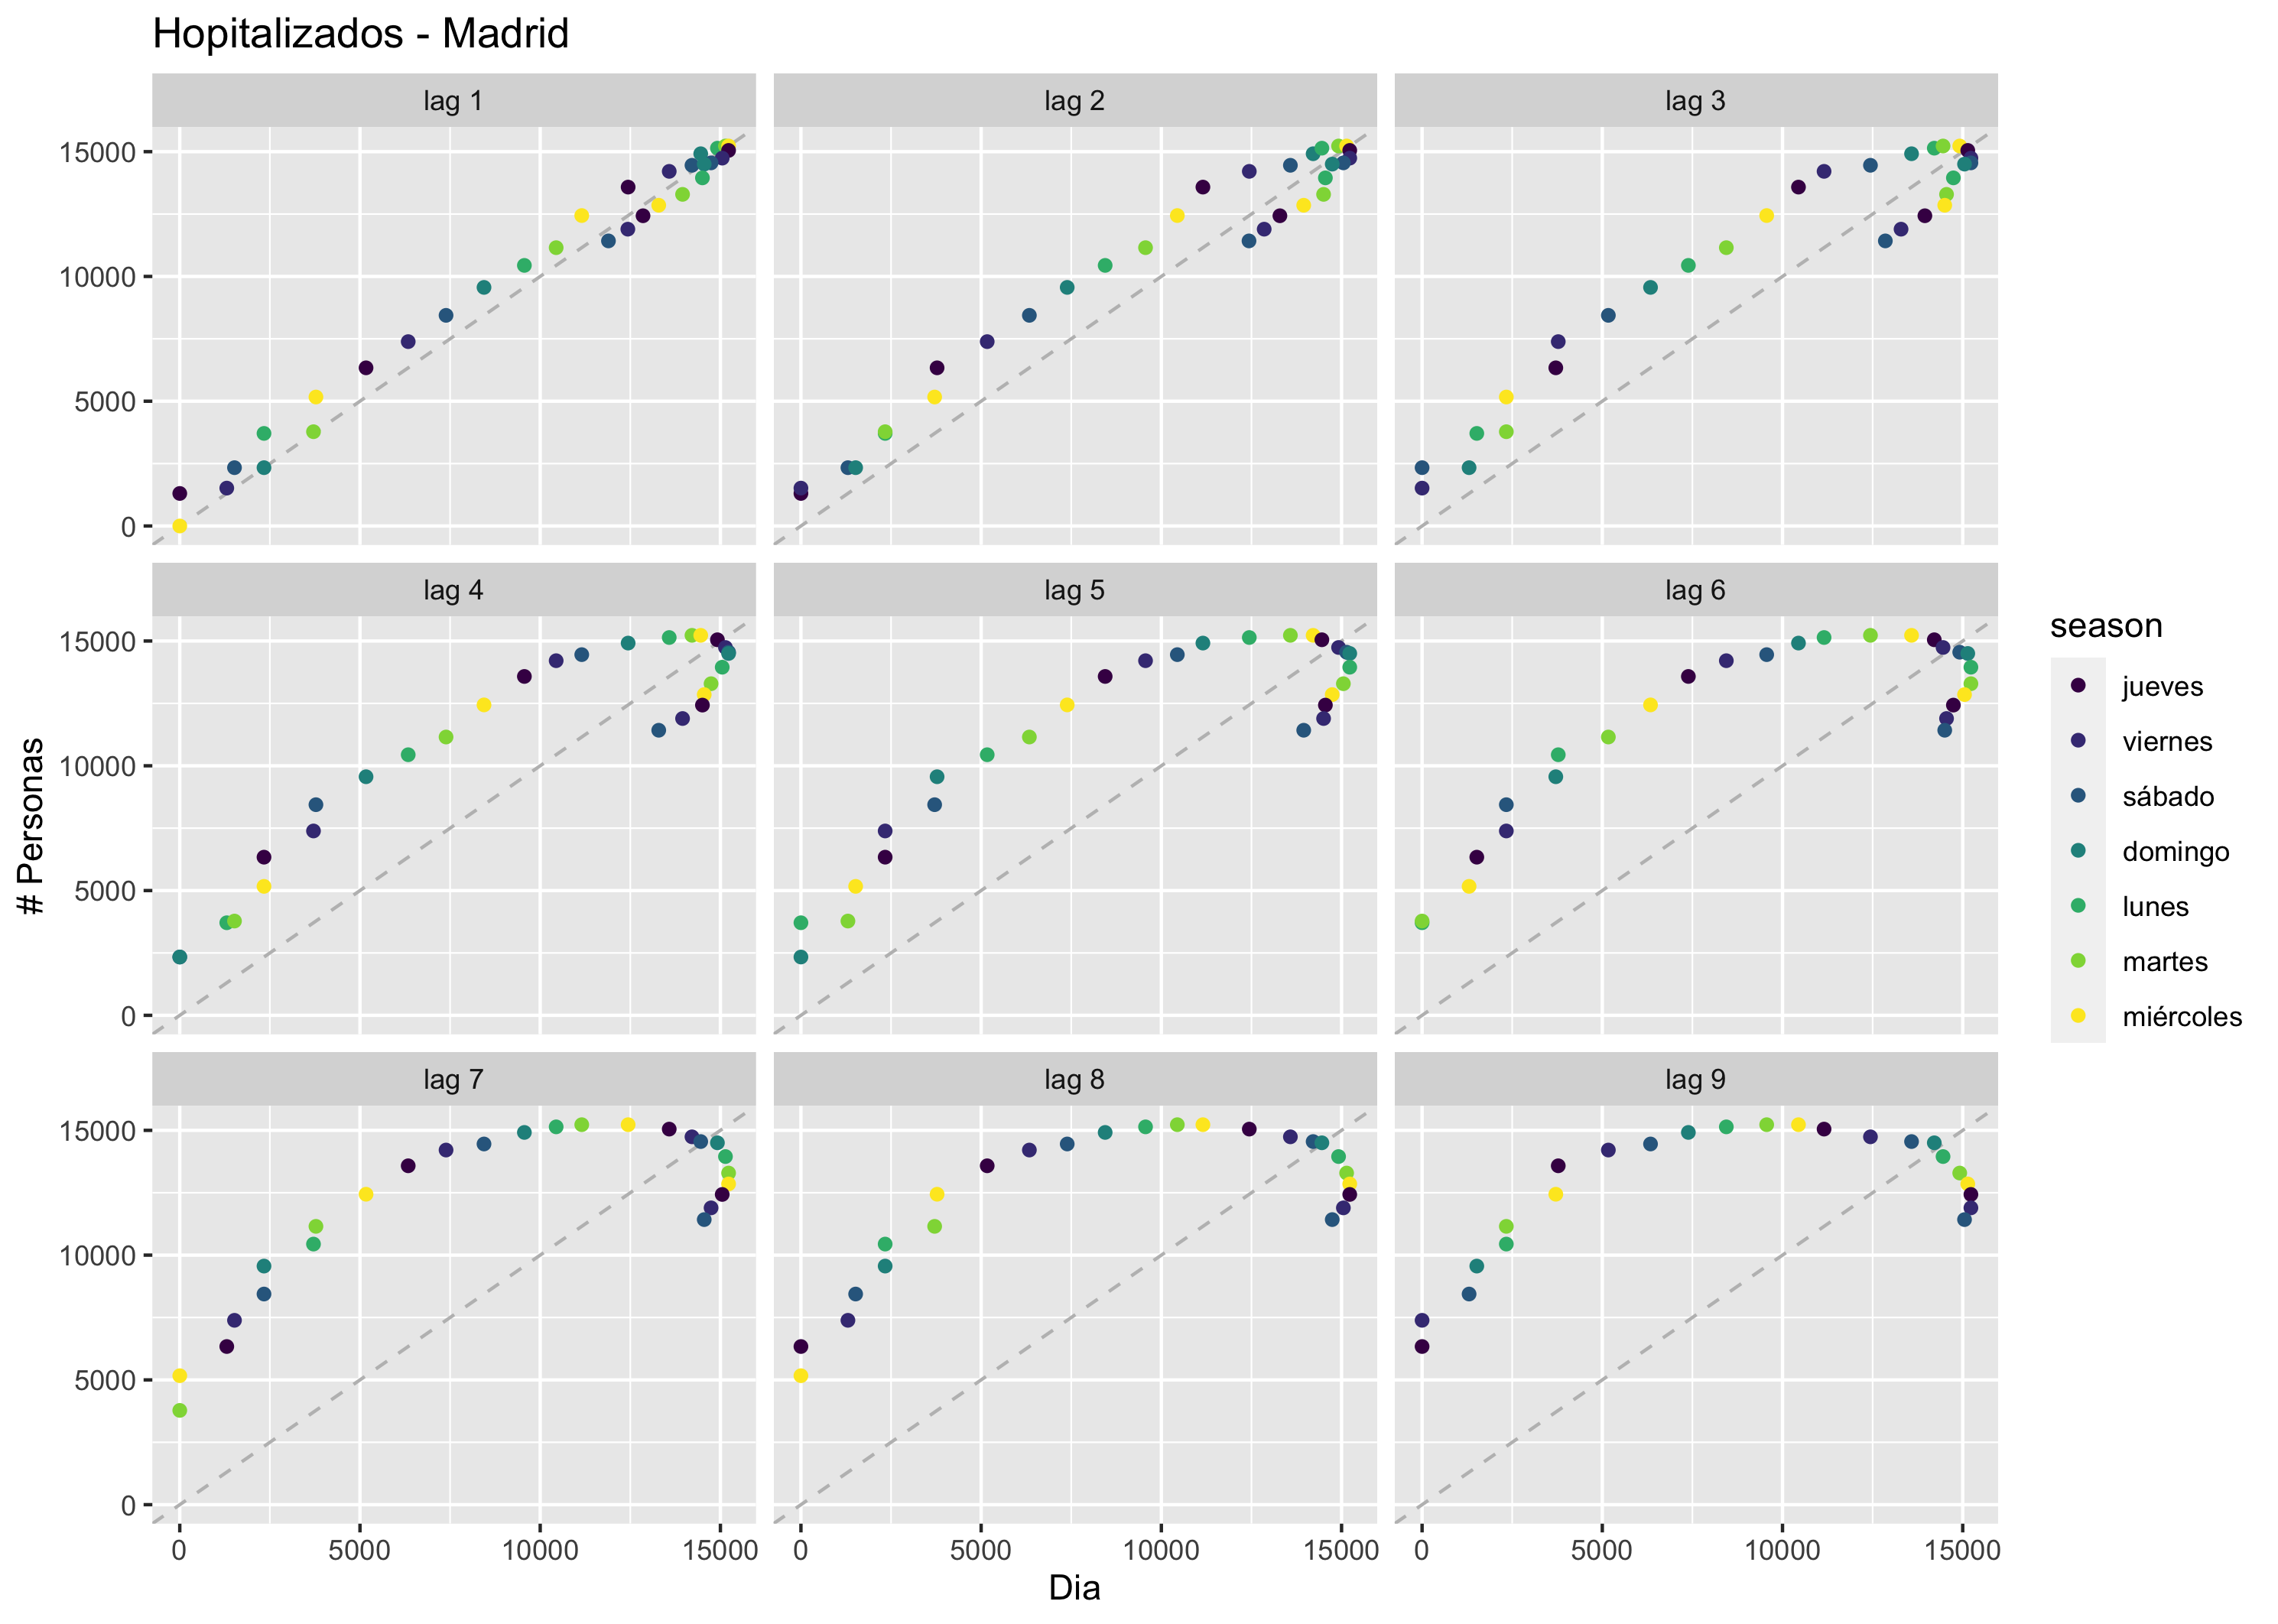 Hopitalizados - Madrid
lag 1
lag 2
lag 3
15000
10000
5000
0
lag 4
lag 5
lag 6
15000
10000
5000
0
lag 7
lag 8
lag 9
15000
10000
5000
0
0 5000 10000 15000
0 5000 10000 15000
0 5000 10000 15000
Dia
# Personas
season
jueves
viernes
sábado
domingo
lunes
martes
miércoles